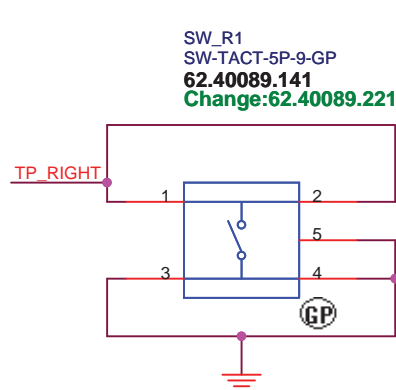 SW_R1
SW-TACT-5P-9-GP
62.40089.141
Change:62.40089.221
TP_RIGHT
1
2
5
3
4
GP